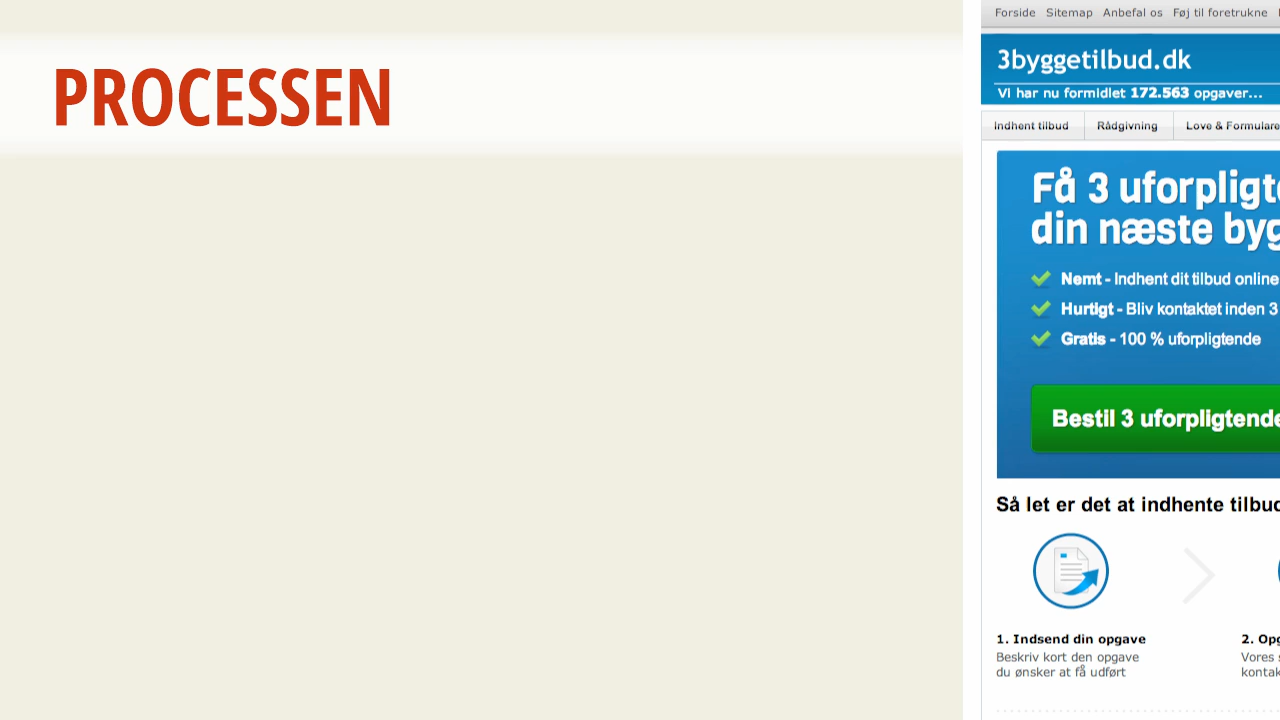 PROCESSEN
Forside Sitemap Anbefal os Føj til foretrukne
3byggetilbud.dk
Vi har nu formidlet 172.563 opgaver...
Indhent tilbud Rådgivning Love & Formulare
Få 3 uforpligt
din næste byg
Nemt - Indhent dit tilbud online
Hurtigt - Bliv kontaktet inden 3
Gratis - 100 % uforpligtende
Bestil 3 uforpligtende
Så let er det at indhente tilbud
1. Indsend din opgave
Beskriv kort den opgave
du ønsker at få udført
2. Opg
Vores
kontak